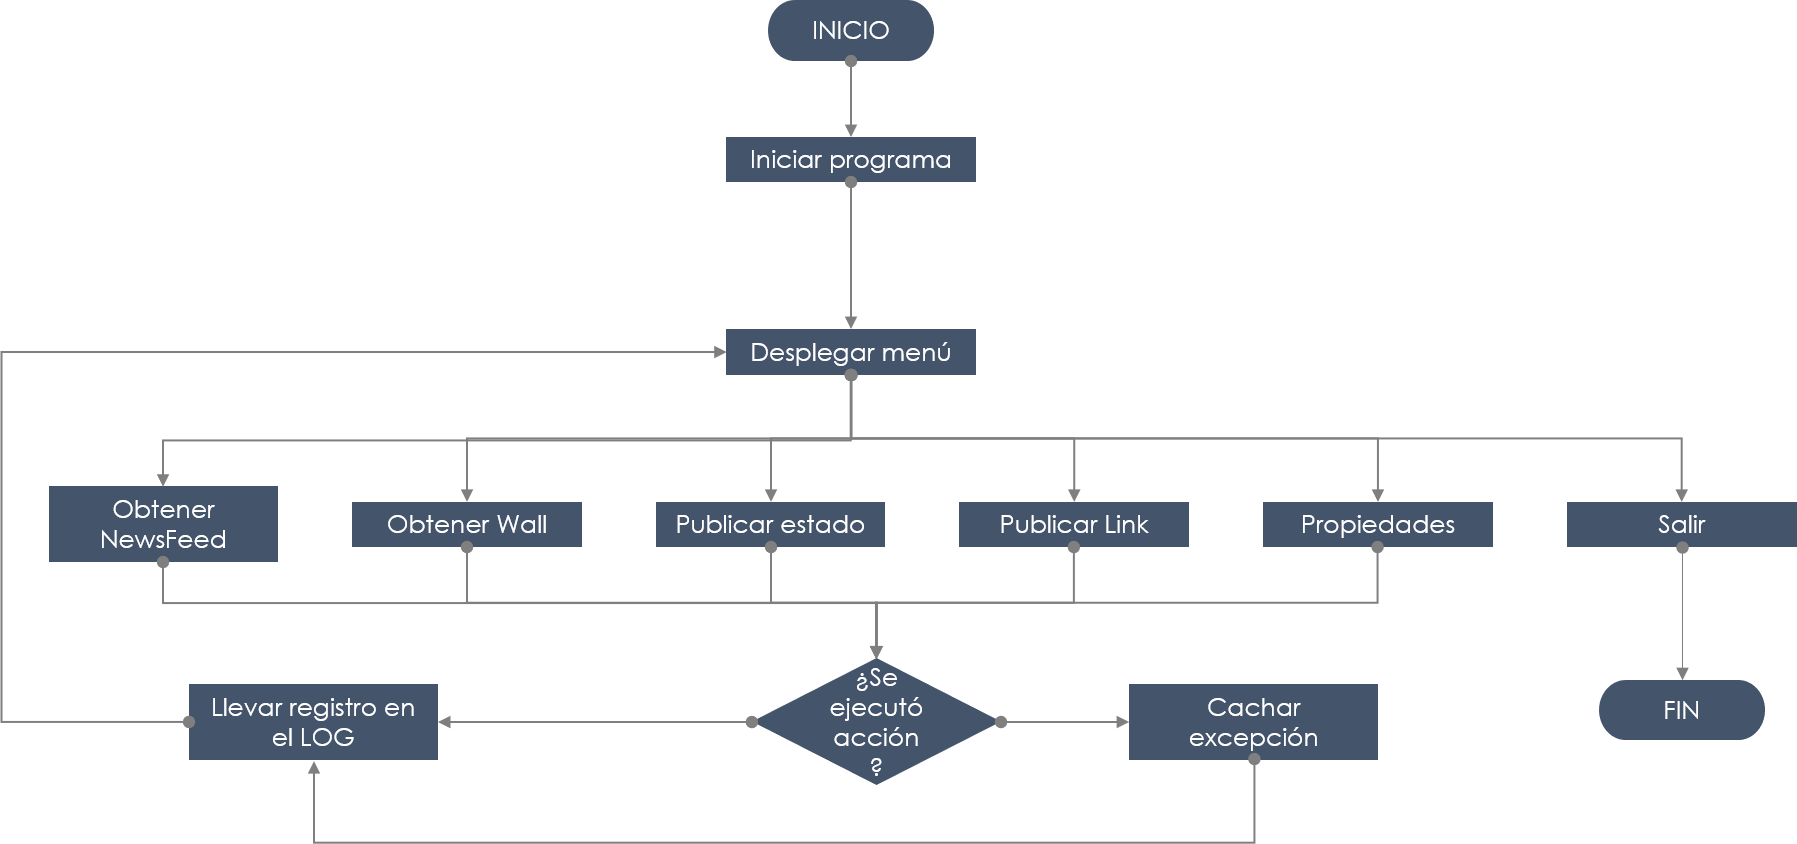 INICIO
Iniciar programa
Desplegar menú
Obtener
NewsFeed
Obtener Wall
Publicar estado
Publicar Link
Propiedades
Salir
Llevar registro en
el LOG
¿Se
ejecutó
acción
?
Cachar
excepción
FIN